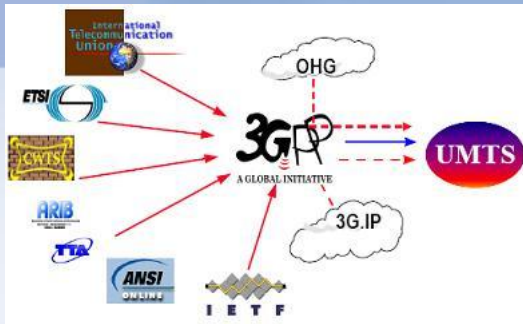 International
Telecommunication
Union
OHG
ETSI
CWTS
3GPP
A GLOBAL INITIATIVE
UMTS
ARIB
TTA
3G.IP
ANSI
ONLINE
IETF